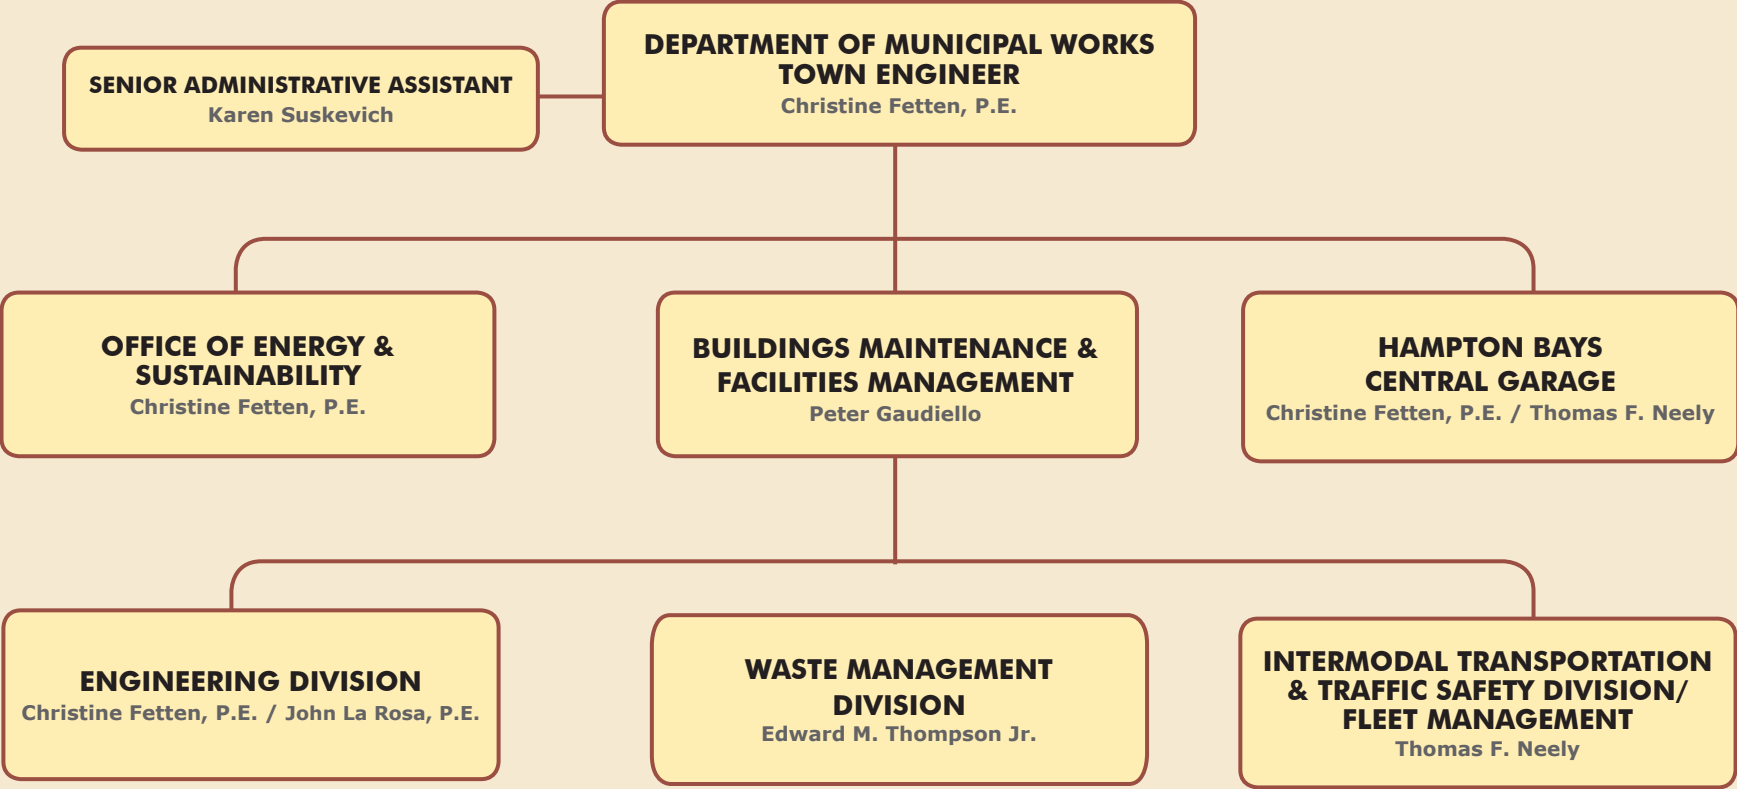 DEPARTMENT OF MUNICIPAL WORKS
TOWN ENGINEER
Christine Fetten, P.E.
SENIOR ADMINISTRATIVE ASSISTANT
Karen Suskevich
OFFICE OF ENERGY &
SUSTAINABILITY
Christine Fetten, P.E.
BUILDINGS MAINTENANCE &
FACILITIES MANAGEMENT
Peter Gaudiello
HAMPTON BAYS
CENTRAL GARAGE
Christine Fetten, P.E. / Thomas F. Neely
ENGINEERING DIVISION
Christine Fetten, P.E. / John La Rosa, P.E.
WASTE MANAGEMENT
DIVISION
Edward M. Thompson Jr.
INTERMODAL TRANSPORTATION
& TRAFFIC SAFETY DIVISION/
FLEET MANAGEMENT
Thomas F. Neely